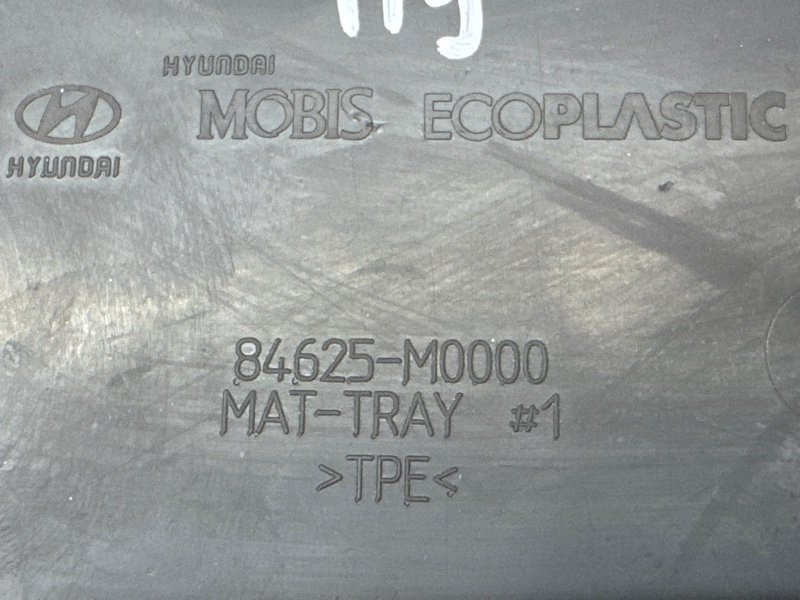 HYUNDAI
MOBIS ECOPLASTIC
HYUNDAI
84625-M0000
MAT-TRAY #1
>TPE<